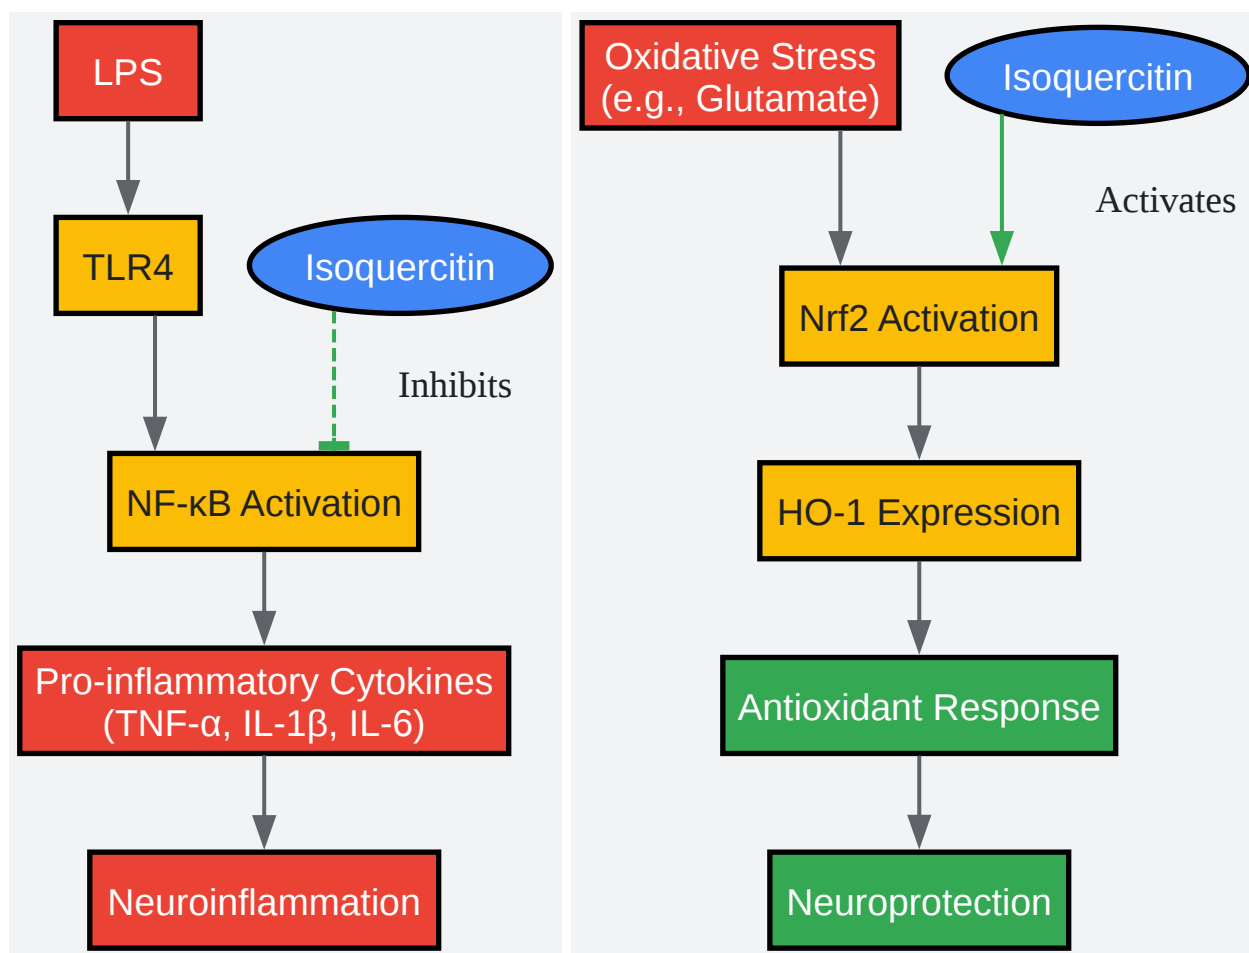 LPS
TLR4
Isoquercitin
Inhibits
NF-κB Activation
Pro-inflammatory Cytokines
(TNF-α, IL-1β, IL-6)
Neuroinflammation
Oxidative Stress
(e.g., Glutamate)
Isoquercitin
Activates
Nrf2 Activation
HO-1 Expression
Antioxidant Response
Neuroprotection